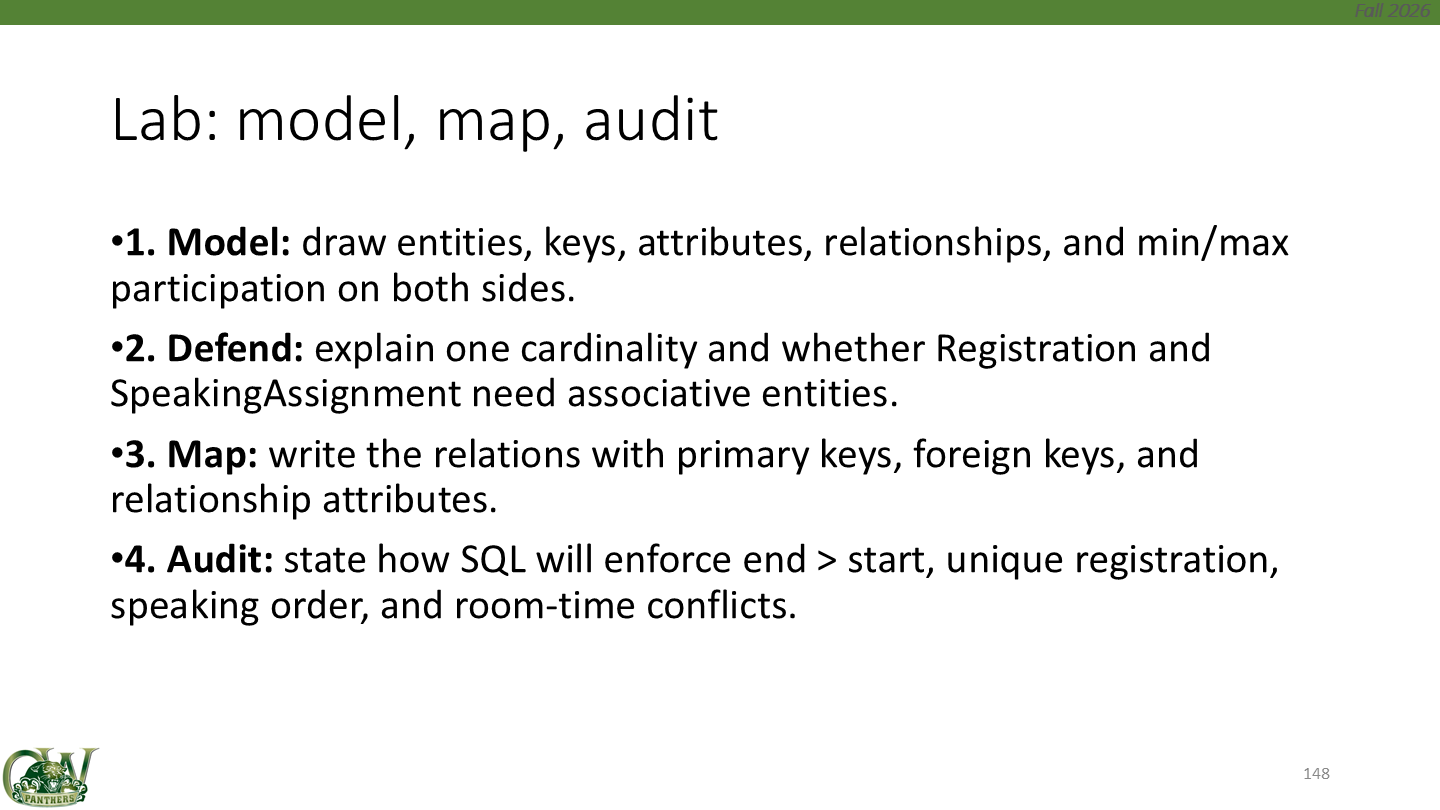 Fall 2026
Lab: model, map, audit
•1. Model: draw entities, keys, attributes, relationships, and min/max
participation on both sides.
•2. Defend: explain one cardinality and whether Registration and
SpeakingAssignment need associative entities.
•3. Map: write the relations with primary keys, foreign keys, and
relationship attributes.
•4. Audit: state how SQL will enforce end > start, unique registration,
speaking order, and room-time conflicts.
OW
PANTHERS
148